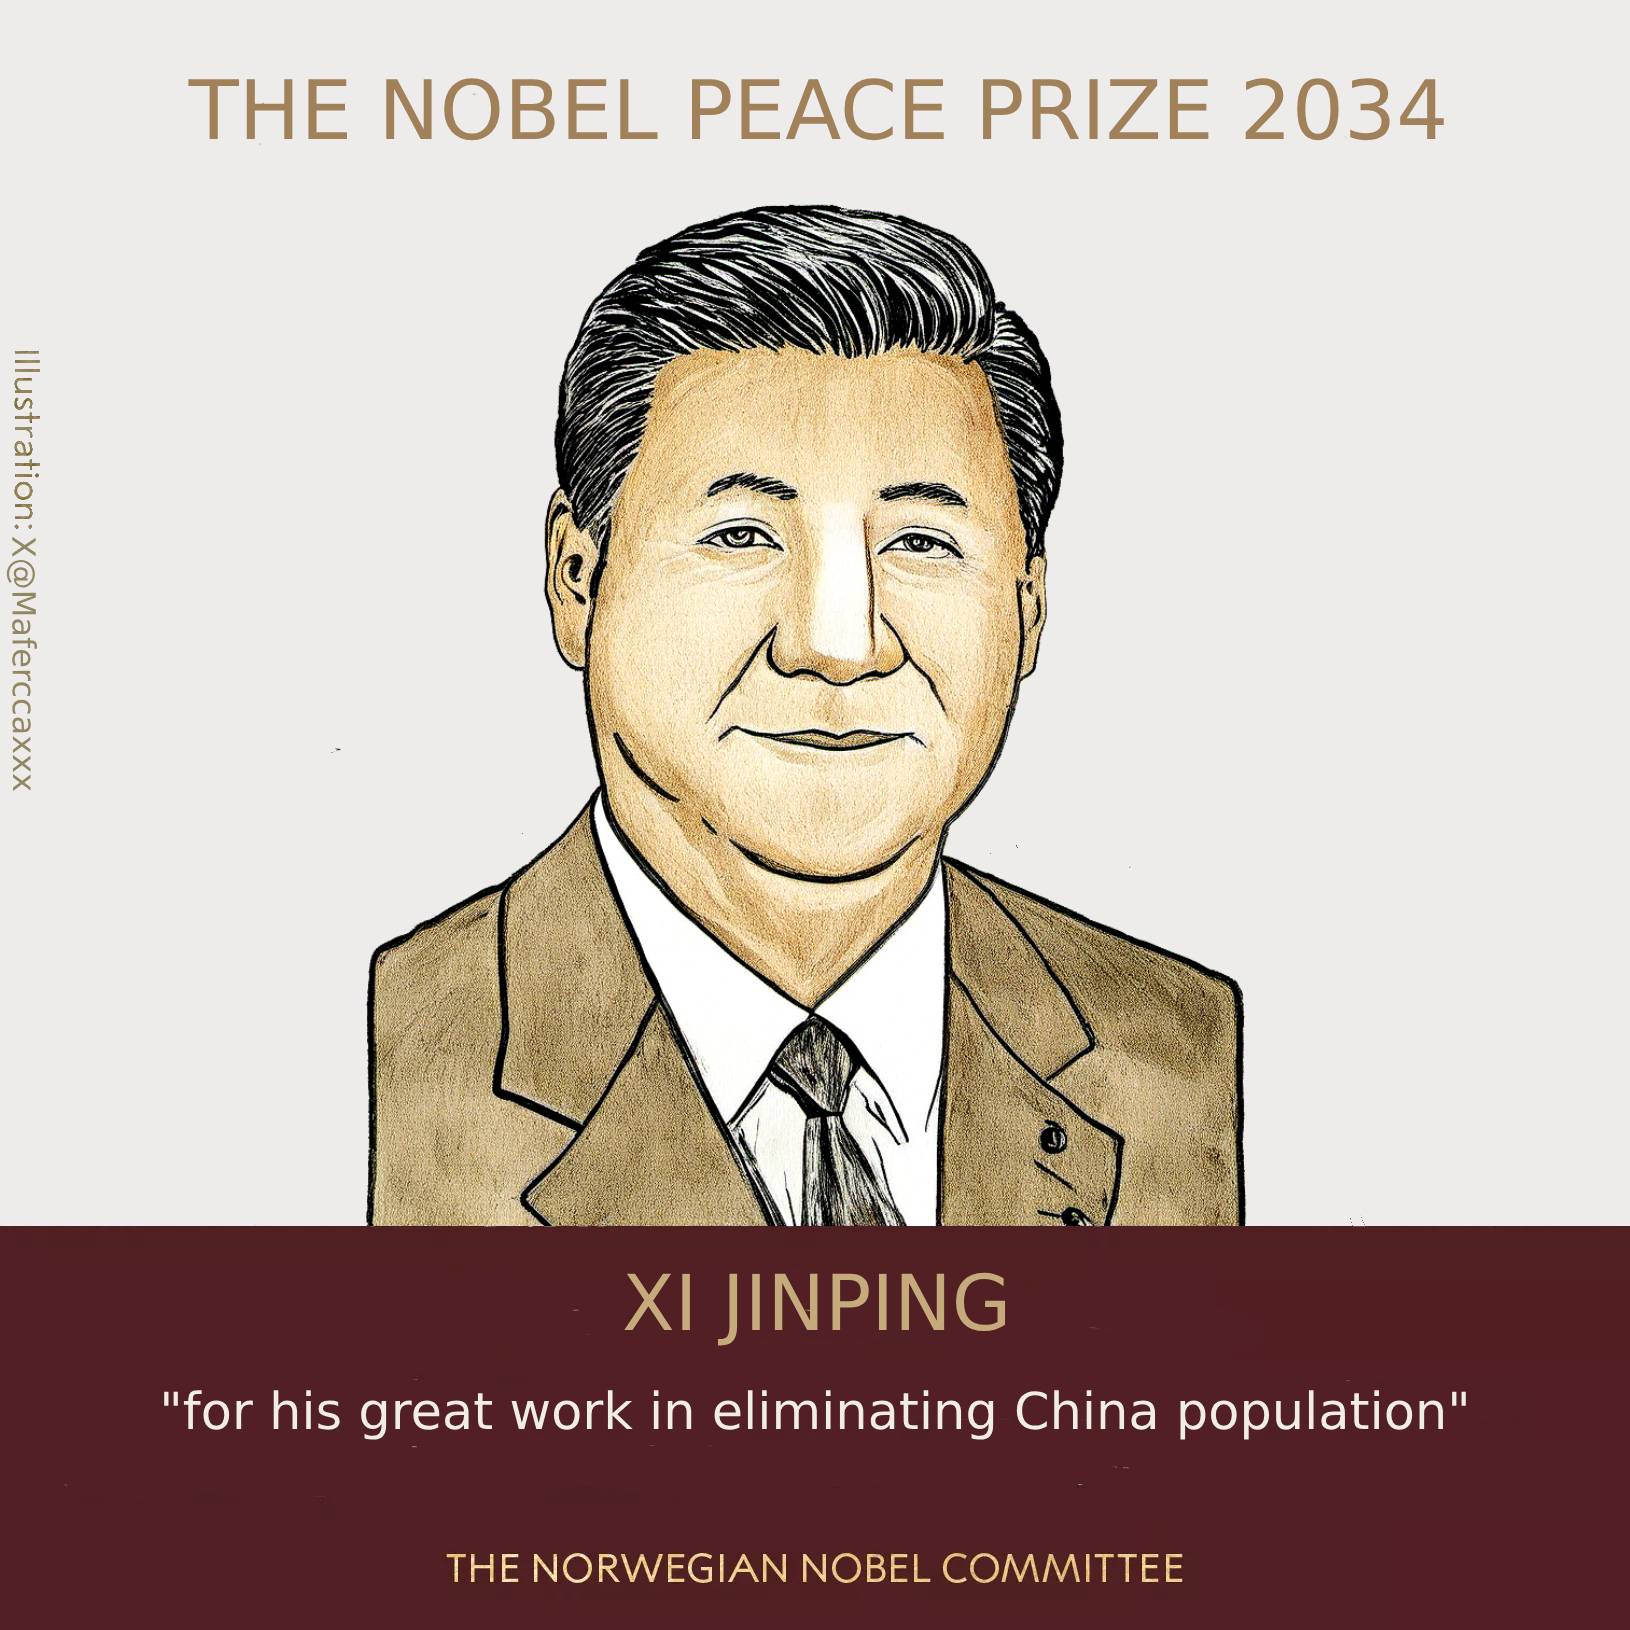 THE NOBEL PEACE PRIZE 2034
Illustration: X@Maferccaxxx
XI JINPING
"for his great work in eliminating China population"
THE NORWEGIAN NOBEL COMMITTEE